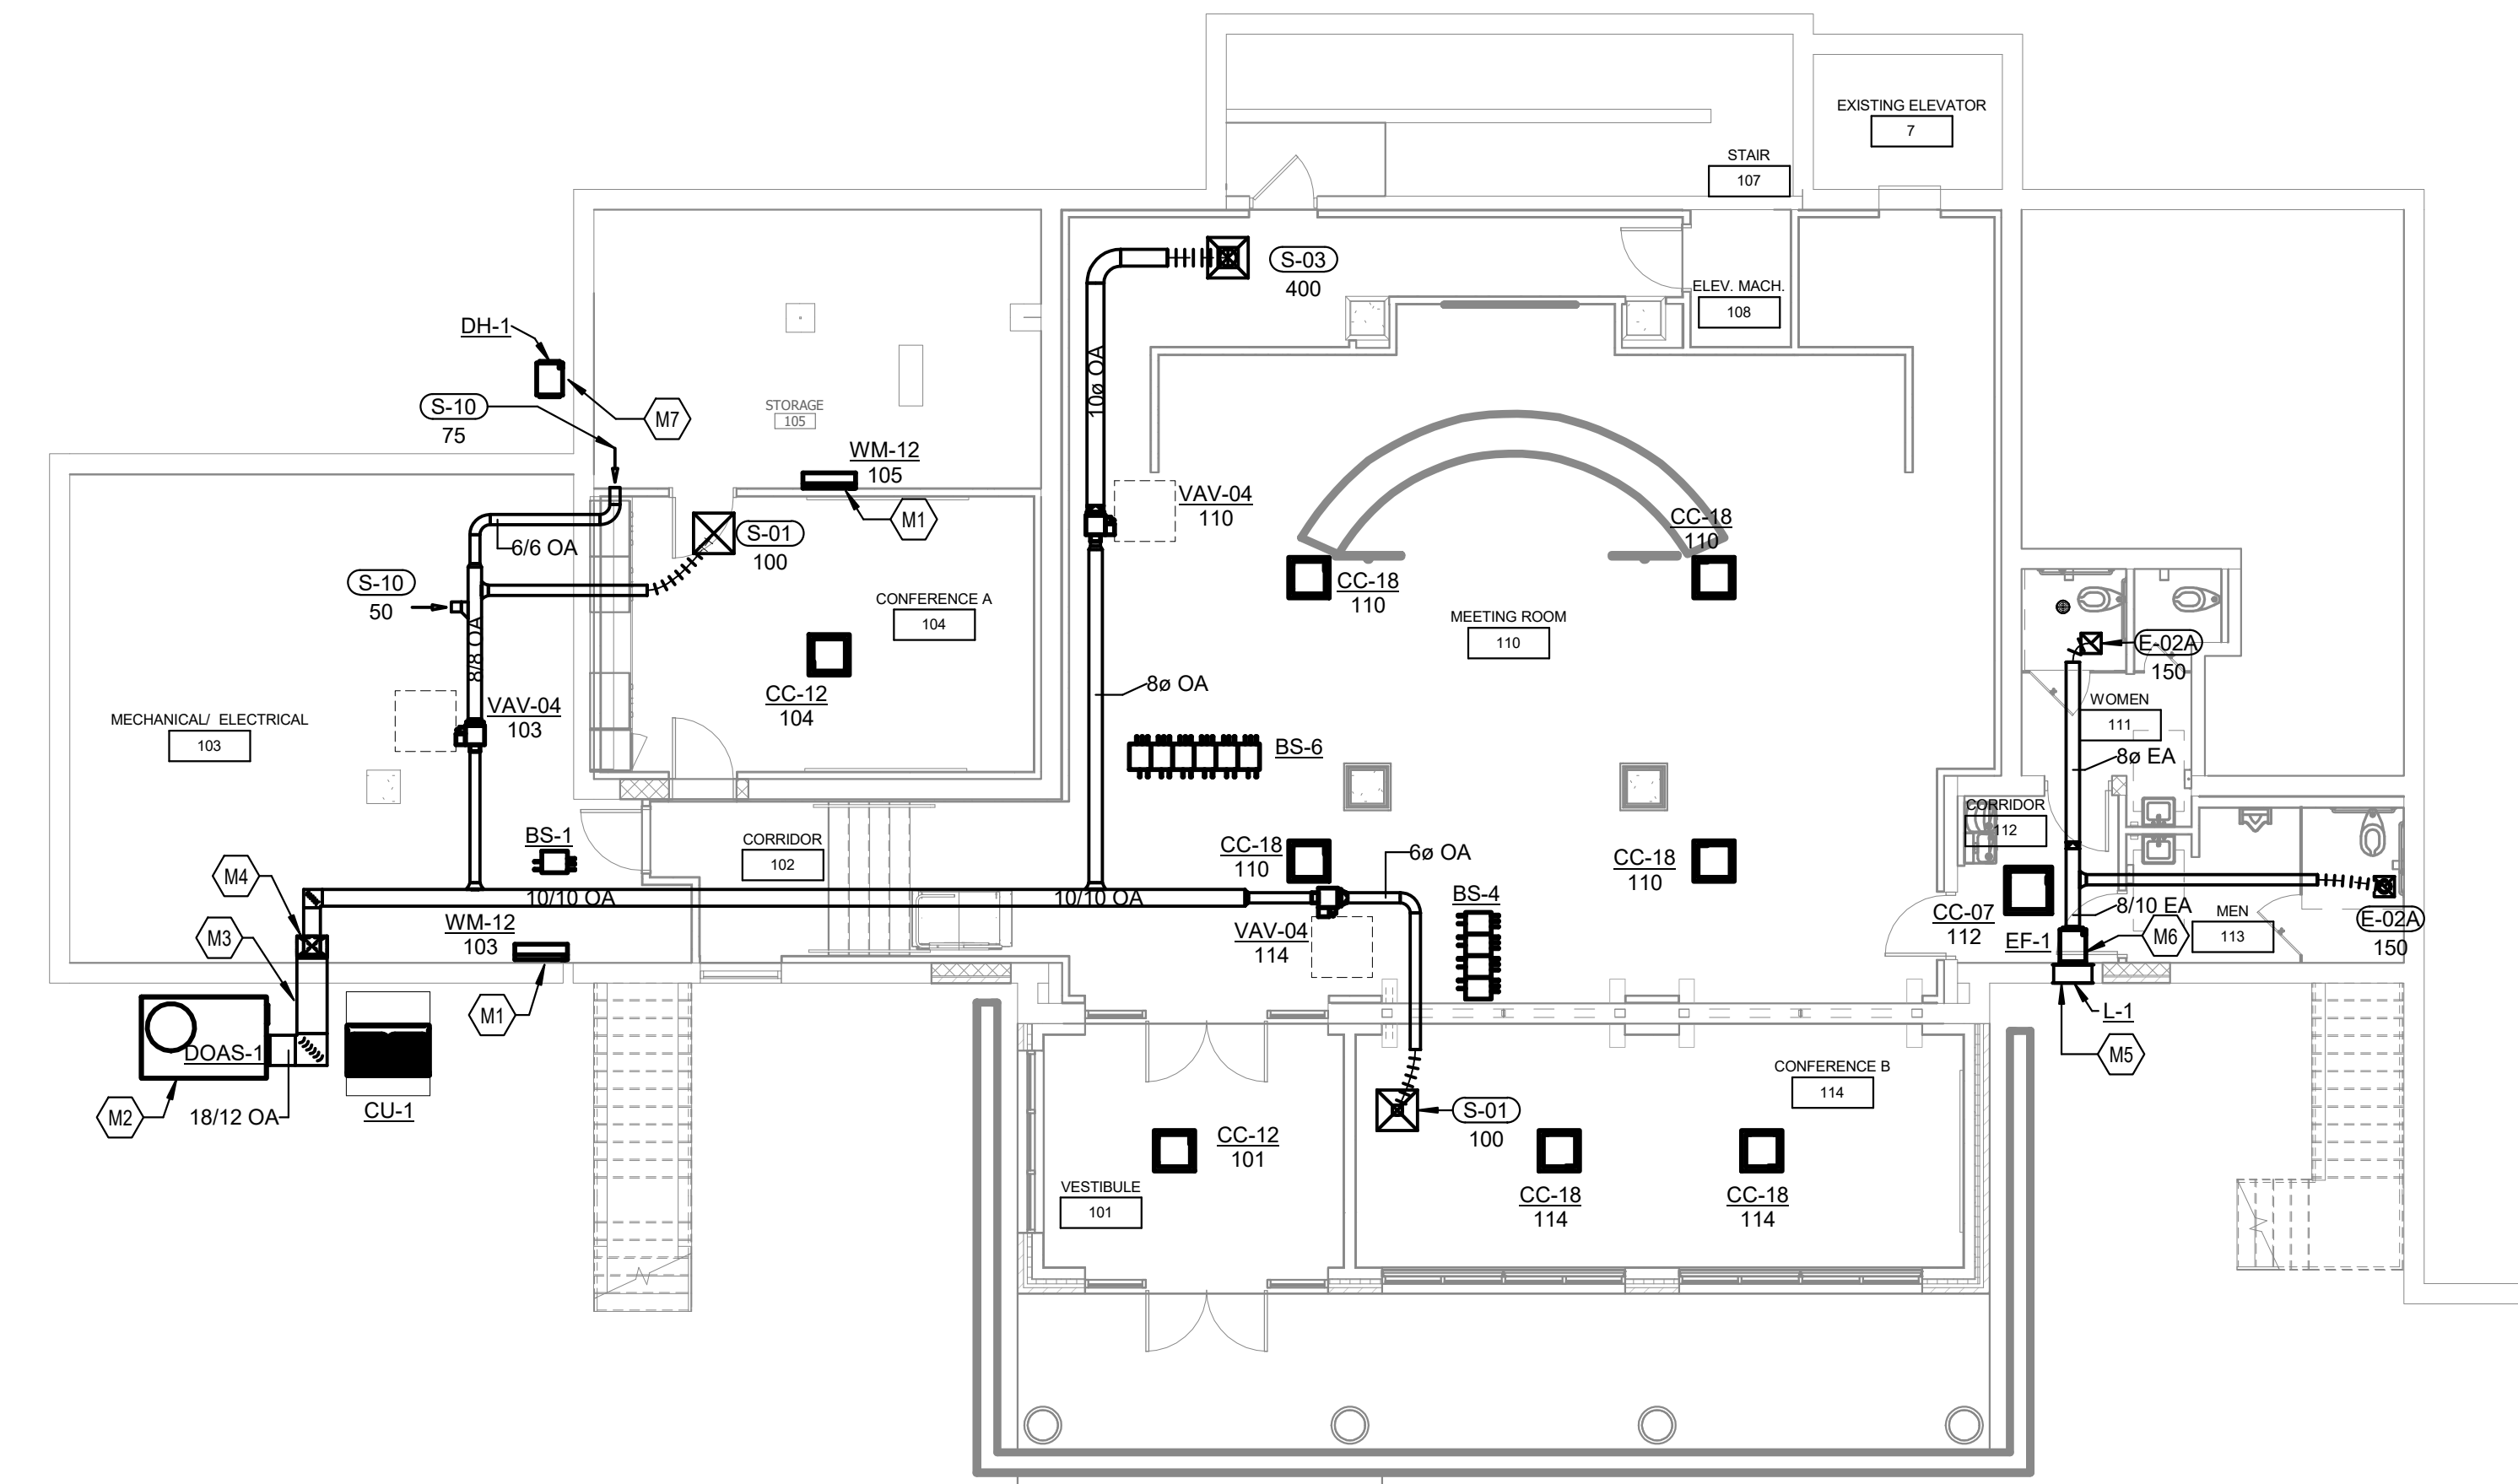 EXISTING ELEVATOR
7
STAIR
107
S-03
400
ELEV. MACH.
108
DH-1
10ø OA
S-10
75
M7
STORAGE
105
WM-12
105
M1
VAV-04
110
S-01
100
6/6 OA
CC-18
110
CC-18
110
S-10
50
CONFERENCE A
104
MEETING ROOM
110
8/8 OA
E-02A
150
8ø OA
CC-12
104
VAV-04
103
MECHANICAL/ ELECTRICAL
103
WOMEN
111
BS-6
8ø EA
BS-1
CORRIDOR
102
CC-18
110
6ø OA
CC-18
110
CORRIDOR
112
M4
10/10 OA
10/10 OA
BS-4
CC-07
112
8/10 EA
MEN
113
E-02A
150
M3
WM-12
103
VAV-04
114
EF-1
M6
M1
L-1
M5
DOAS-1
M2
18/12 OA
CU-1
CONFERENCE B
114
S-01
100
CC-12
101
VESTIBULE
101
CC-18
114
CC-18
114